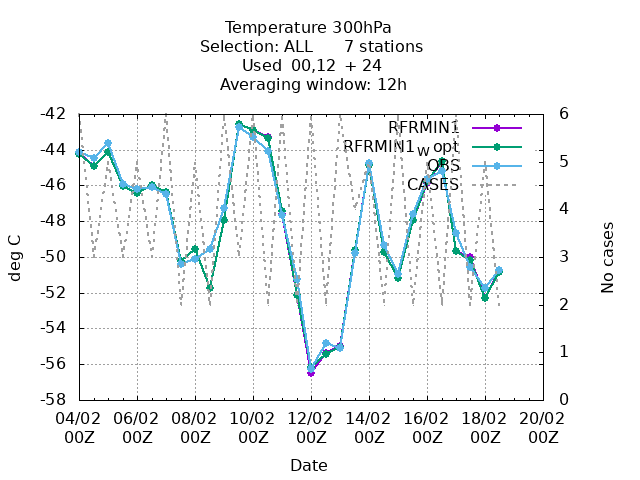 Temperature 300hPa
Selection: ALL 7 stations
Used 00,12 + 24
Averaging window: 12h
-42
-44
-46
-48
-50
-52
-54
-56
-58
deg C
6
5
4
3
2
1
0
No cases
RFRMIN1
RFRMIN1_w_opt
OBS
CASES
04/02 06/02 08/02 10/02 12/02 14/02 16/02 18/02 20/02
00Z 00Z 00Z 00Z 00Z 00Z 00Z 00Z 00Z
Date